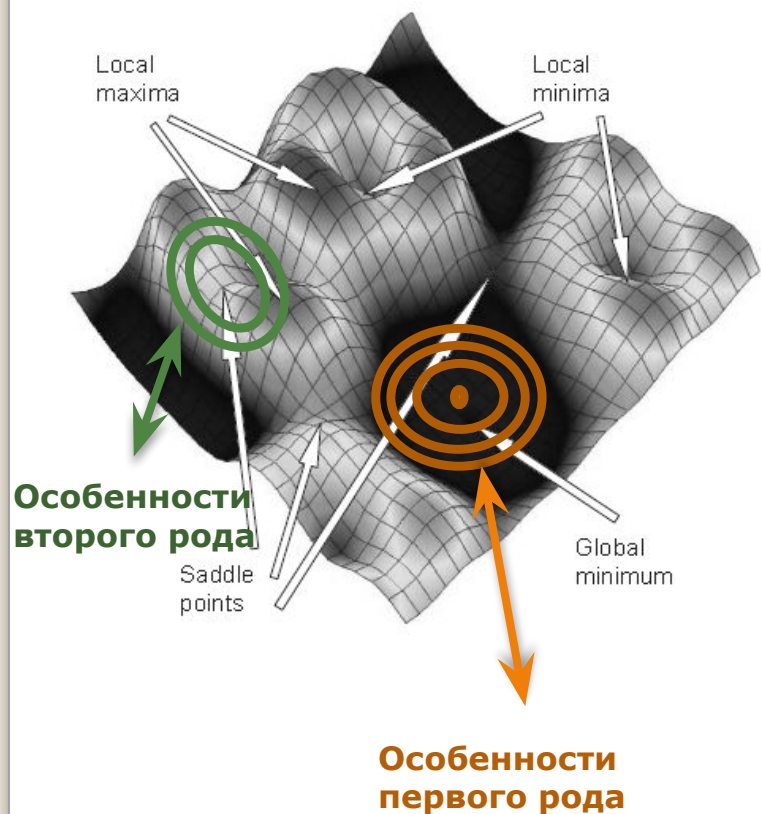 Local
maxima
Local
minima
Особенности
второго рода
Saddle
points
Global
minimum
Особенности
первого рода